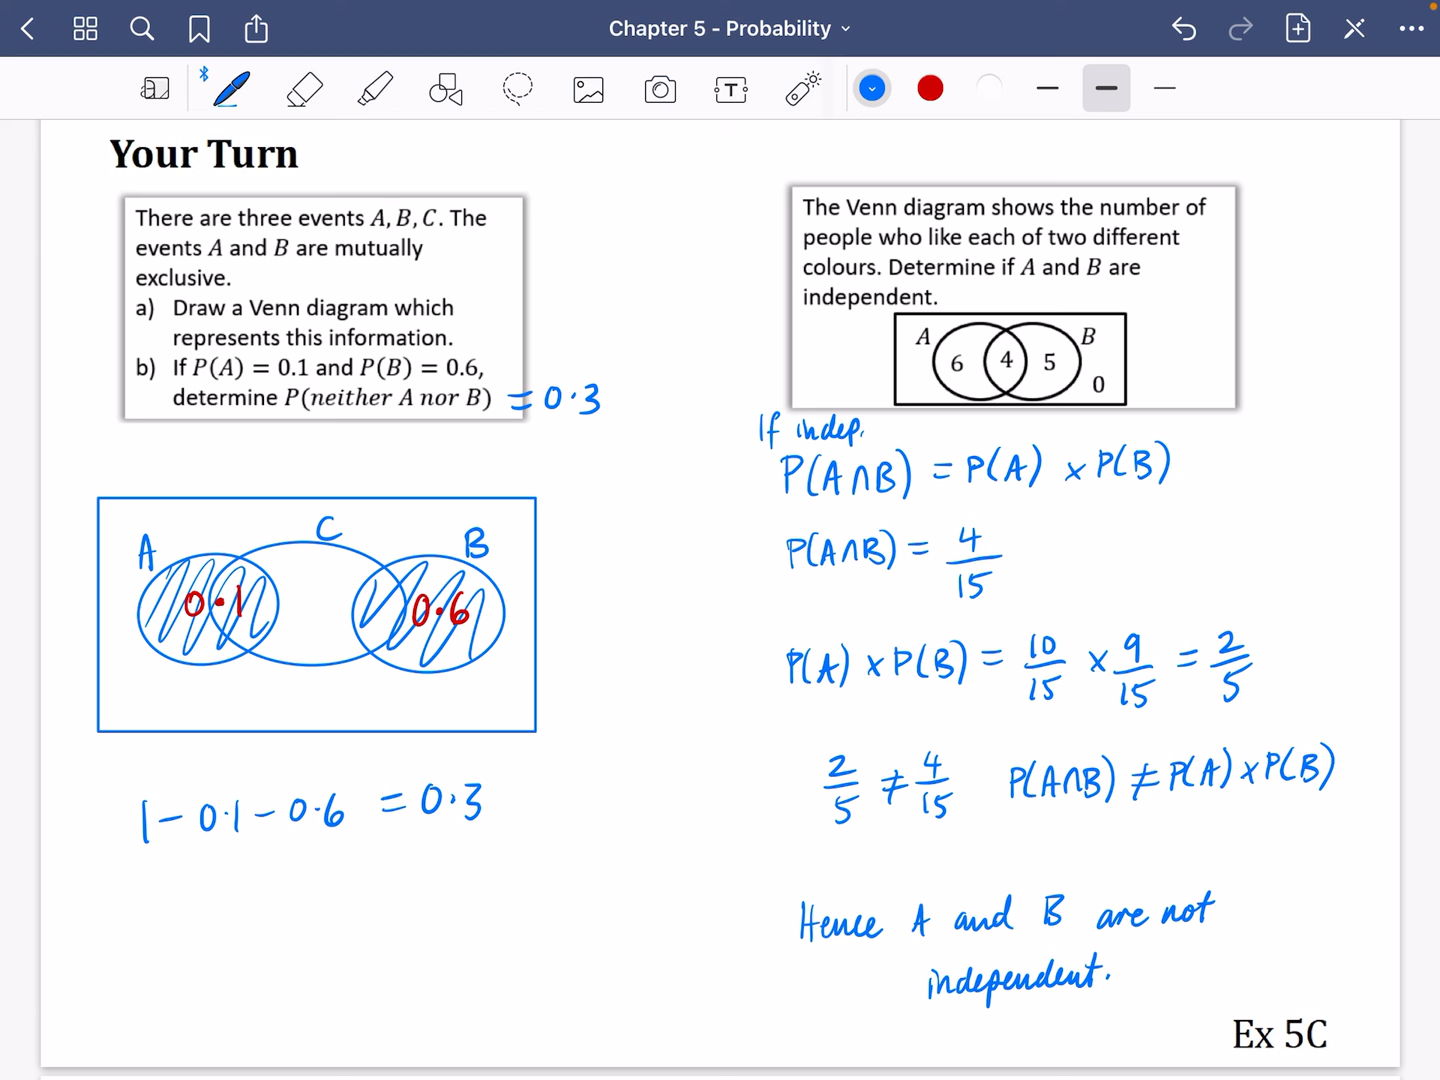 Chapter 5 - Probability
T
Your Turn
There are three events A, B, C. The
events A and B are mutually
exclusive.
a) Draw a Venn diagram which
represents this information.
b) If P(A) = 0.1 and P(B) = 0.6,
determine P(neither A nor B) = 0.3
A
C
B
0.1
0.6
1 - 0.1 - 0.6 = 0.3
The Venn diagram shows the number of
people who like each of two different
colours. Determine if A and B are
independent.
A
B
6
4
5
0
If indep.
P(A∩B) = P(A) × P(B)
P(A∩B) = 4/15
P(A) × P(B) = 10/15 × 9/15 = 2/5
2/5 ≠ 4/15 P(A∩B) ≠ P(A) × P(B)
Hence A and B are not
independent.
Ex 5C